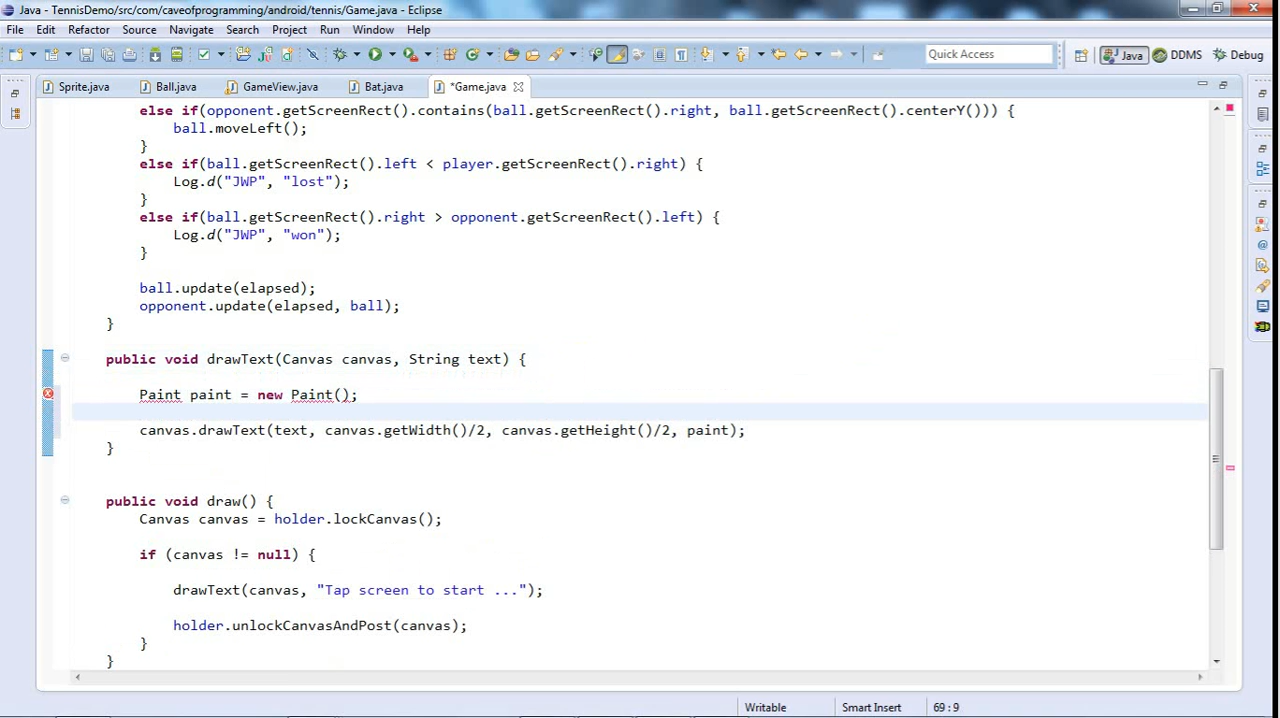 Java - TennisDemo/src/com/caveofprogramming/android/tennis/Game.java - Eclipse
File Edit Refactor Source Navigate Search Project Run Window Help
Quick Access Java DDMS Debug
Sprite.java Ball.java GameView.java Bat.java *Game.java
else if(opponent.getScreenRect().contains(ball.getScreenRect().right, ball.getScreenRect().centerY())) {
ball.moveLeft();
}
else if(ball.getScreenRect().left < player.getScreenRect().right) {
Log.d("JWP", "lost");
}
else if(ball.getScreenRect().right > opponent.getScreenRect().left) {
Log.d("JWP", "won");
}
ball.update(elapsed);
opponent.update(elapsed, ball);
}
public void drawText(Canvas canvas, String text) {
Paint paint = new Paint();
canvas.drawText(text, canvas.getWidth()/2, canvas.getHeight()/2, paint);
}
public void draw() {
Canvas canvas = holder.lockCanvas();
if (canvas != null) {
drawText(canvas, "Tap screen to start ...");
holder.unlockCanvasAndPost(canvas);
}
}
Writable Smart Insert 69 : 9